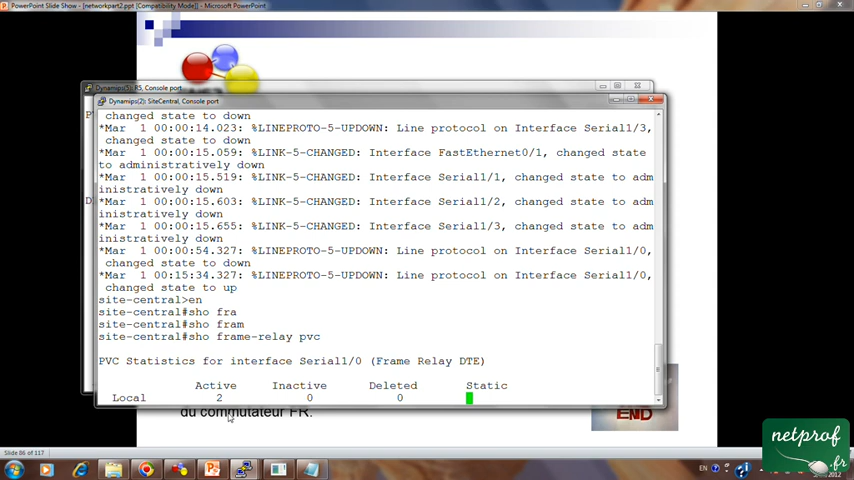 PowerPoint Slide Show - [networkpart2.ppt [Compatibility Mode]] - Microsoft PowerPoint
Dynamips(5): R5, Console port
Dynamips(2): SiteCentral, Console port
changed state to down
*Mar  1 00:00:14.023: %LINEPROTO-5-UPDOWN: Line protocol on Interface Serial1/3,
changed state to down
*Mar  1 00:00:15.059: %LINK-5-CHANGED: Interface FastEthernet0/1, changed state
to administratively down
*Mar  1 00:00:15.519: %LINK-5-CHANGED: Interface Serial1/1, changed state to adm
inistratively down
*Mar  1 00:00:15.603: %LINK-5-CHANGED: Interface Serial1/2, changed state to adm
inistratively down
*Mar  1 00:00:15.655: %LINK-5-CHANGED: Interface Serial1/3, changed state to adm
inistratively down
*Mar  1 00:00:54.327: %LINEPROTO-5-UPDOWN: Line protocol on Interface Serial1/0,
changed state to down
*Mar  1 00:15:34.327: %LINEPROTO-5-UPDOWN: Line protocol on Interface Serial1/0,
changed state to up
site-central>en
site-central#sho fra
site-central#sho fram
site-central#sho frame-relay pvc
PVC Statistics for interface Serial1/0 (Frame Relay DTE)
Active Inactive Deleted Static
Local 2 0 0
du commutateur FR.
END
netprof
.fr
Slide 86 of 117
EN